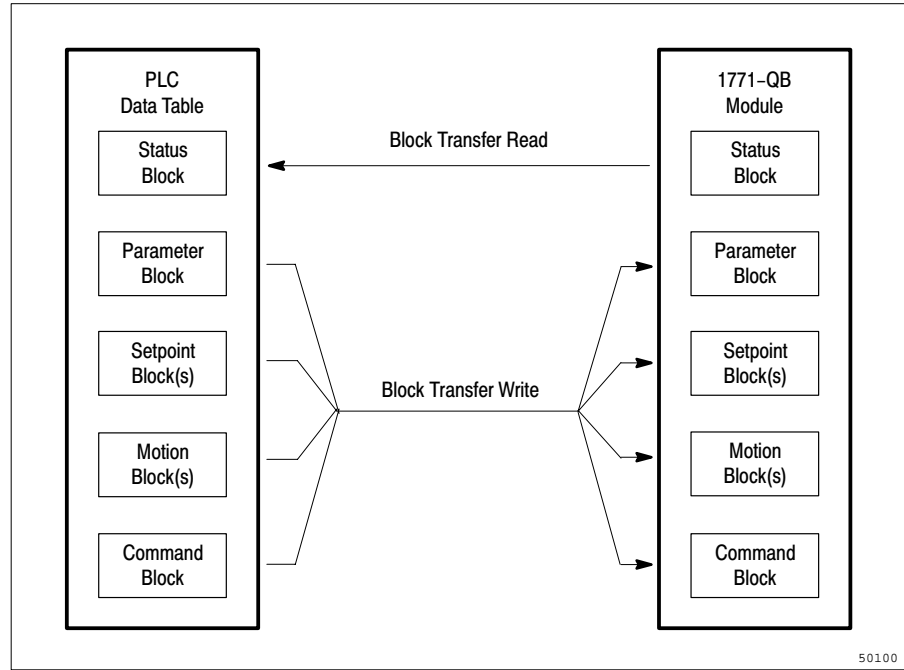 PLC
Data Table
Status
Block
Parameter
Block
Setpoint
Block(s)
Motion
Block(s)
Command
Block
Block Transfer Read
Block Transfer Write
1771-QB
Module
Status
Block
Parameter
Block
Setpoint
Block(s)
Motion
Block(s)
Command
Block
50100